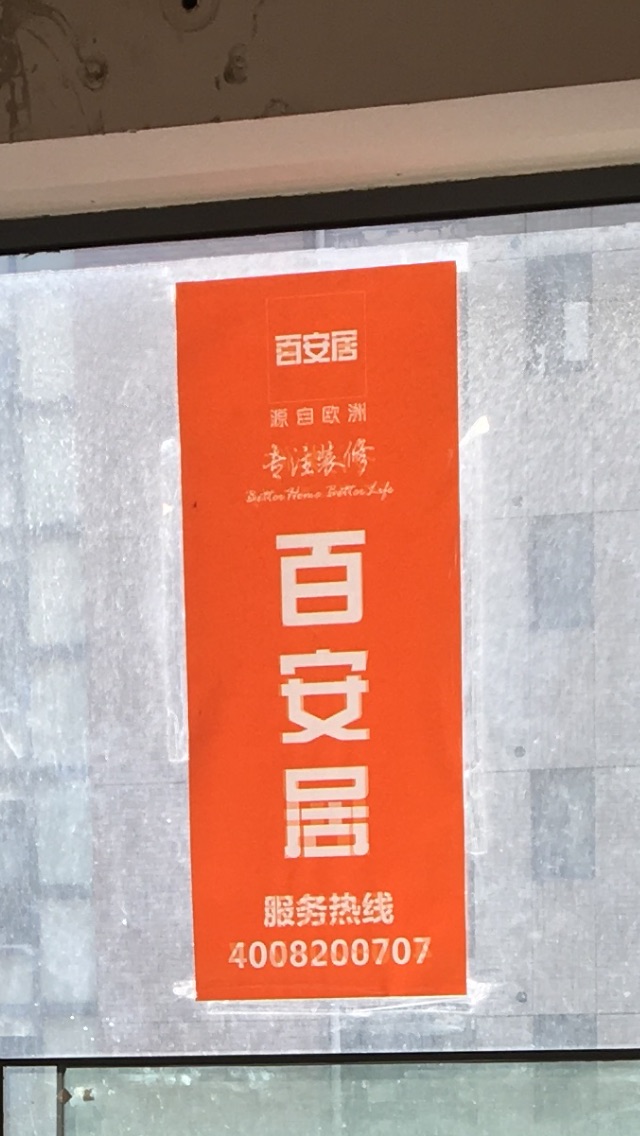 百安居
源自欧洲
专注装修
Better Home Better Life
百
安
居
服务热线
4008200707